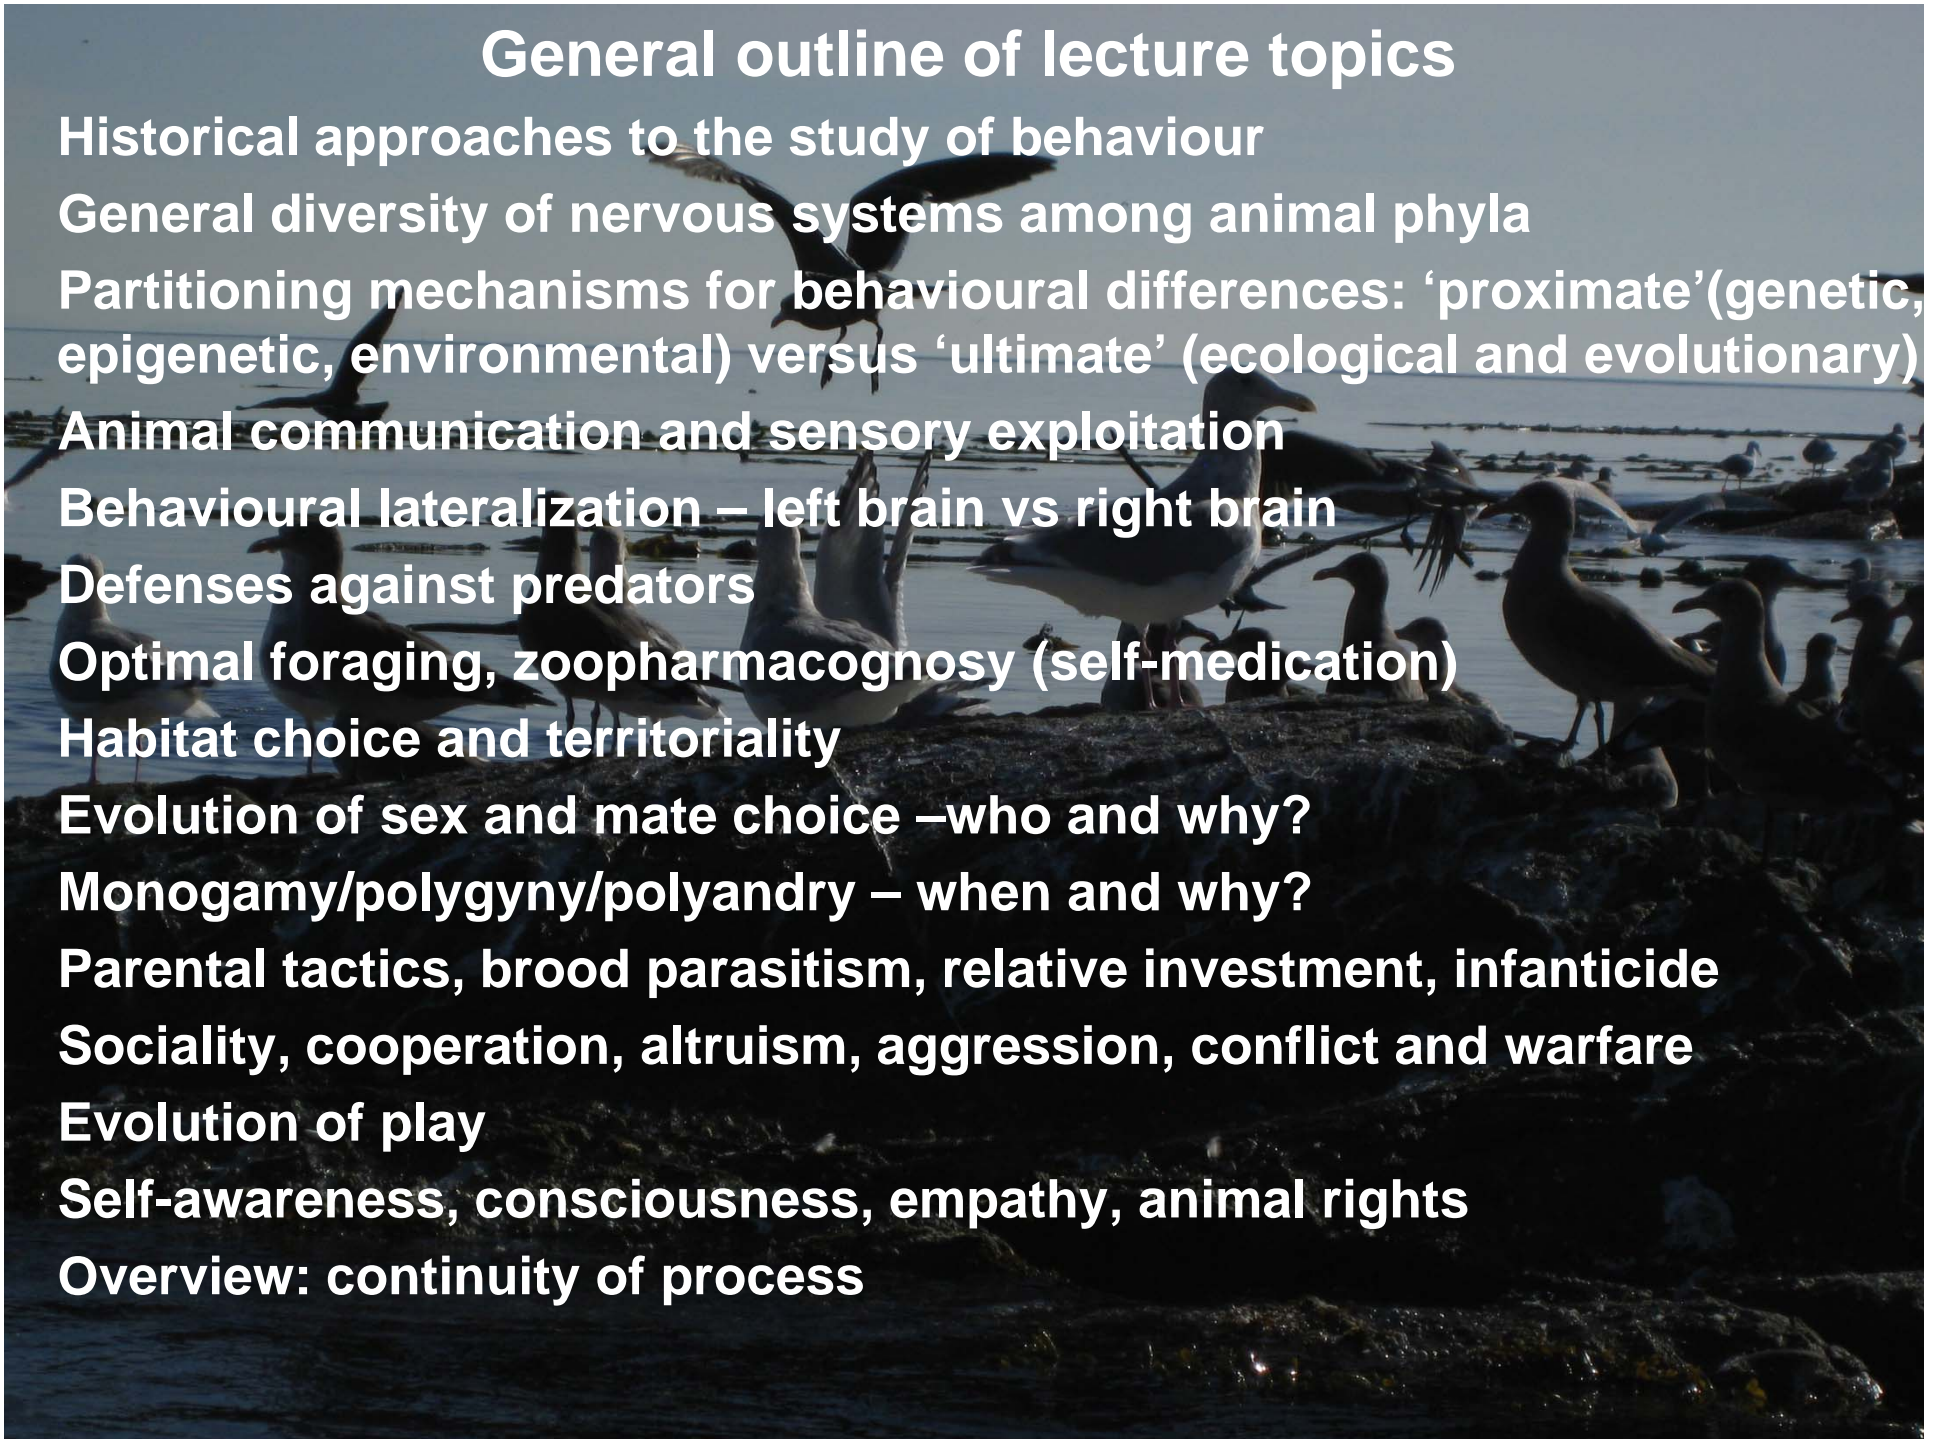 General outline of lecture topics
Historical approaches to the study of behaviour
General diversity of nervous systems among animal phyla
Partitioning mechanisms for behavioural differences: ‘proximate’(genetic,
epigenetic, environmental) versus ‘ultimate’ (ecological and evolutionary)
Animal communication and sensory exploitation
Behavioural lateralization – left brain vs right brain
Defenses against predators
Optimal foraging, zoopharmacognosy (self-medication)
Habitat choice and territoriality
Evolution of sex and mate choice –who and why?
Monogamy/polygyny/polyandry – when and why?
Parental tactics, brood parasitism, relative investment, infanticide
Sociality, cooperation, altruism, aggression, conflict and warfare
Evolution of play
Self-awareness, consciousness, empathy, animal rights
Overview: continuity of process